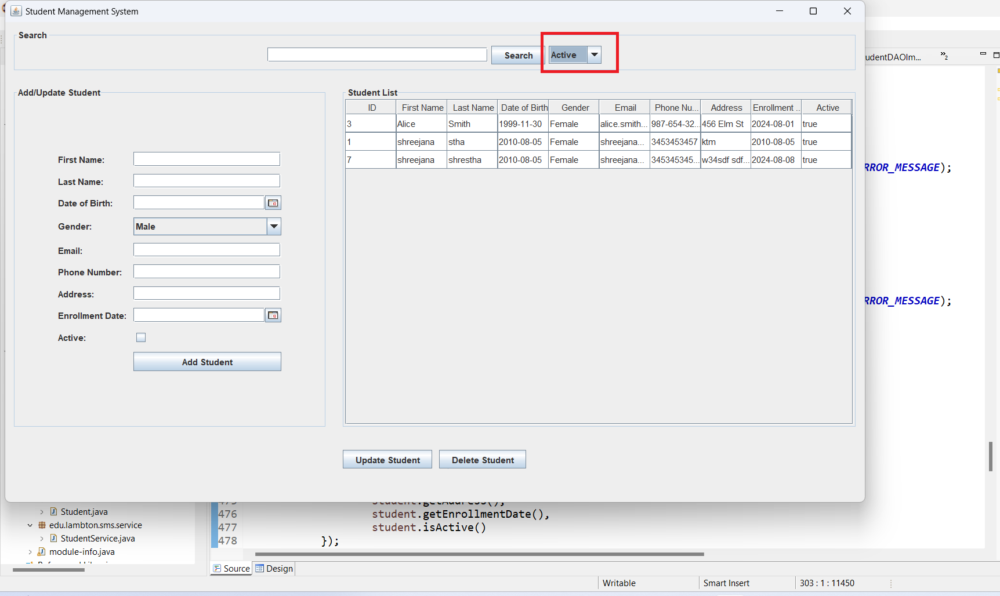 Student Management System
Search
Search
Active
udentDAOIm...
»2
Add/Update Student
First Name:
Last Name:
Date of Birth:
Gender:
Male
Email:
Phone Number:
Address:
Enrollment Date:
Active:
Add Student
Student List
ID First Name Last Name Date of Birth Gender Email Phone Nu... Address Enrollment .. Active
3 Alice Smith 1999-11-30 Female alice.smith... 987-654-32... 456 Elm St 2024-08-01 true
1 shreejana stha 2010-08-05 Female shreejana... 3453453457 ktm 2010-08-05 true
7 shreejana shrestha 2010-08-05 Female shreejana... 345345345... w34sdf sdf... 2024-08-08 true
RROR_MESSAGE);
RROR_MESSAGE);
Update Student
Delete Student
475 student.getAddress(),
476 student.getEnrollmentDate(),
477 student.isActive()
478 });
Student.java
edu.lambton.sms.service
StudentService.java
module-info.java
Source
Design
Writable
Smart Insert
303 : 1 : 11450